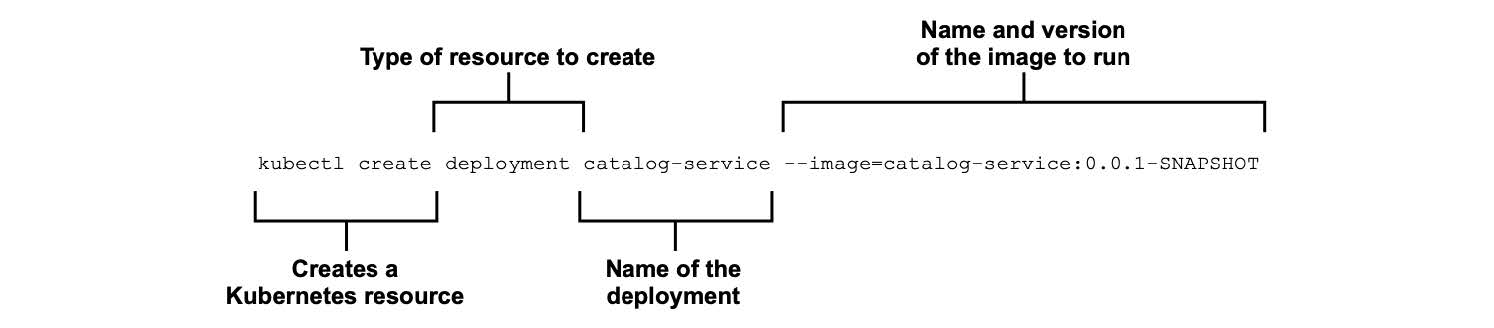 Name and version
of the image to run
Type of resource to create
kubectl create deployment catalog-service --image=catalog-service:0.0.1-SNAPSHOT
Creates a
Kubernetes resource
Name of the
deployment